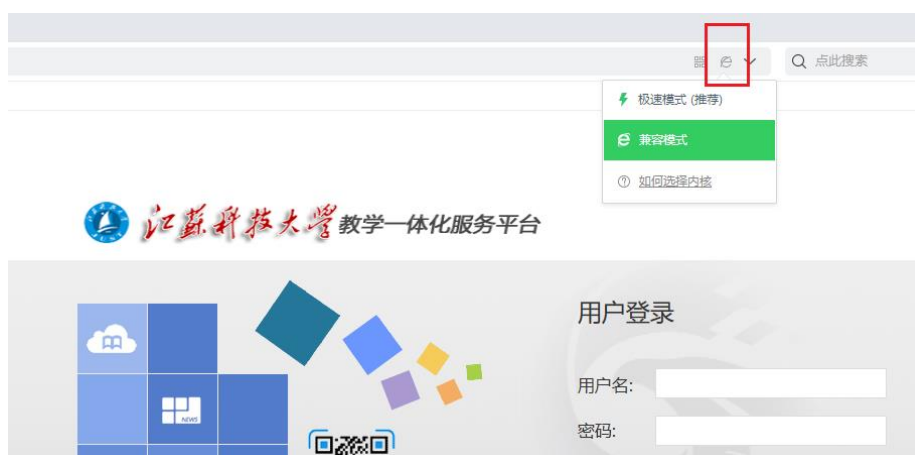 点此搜索
极速模式 (推荐)
兼容模式
如何选择内核
江苏科技大学教学一体化服务平台
用户登录
用户名:
NEWS
密码: